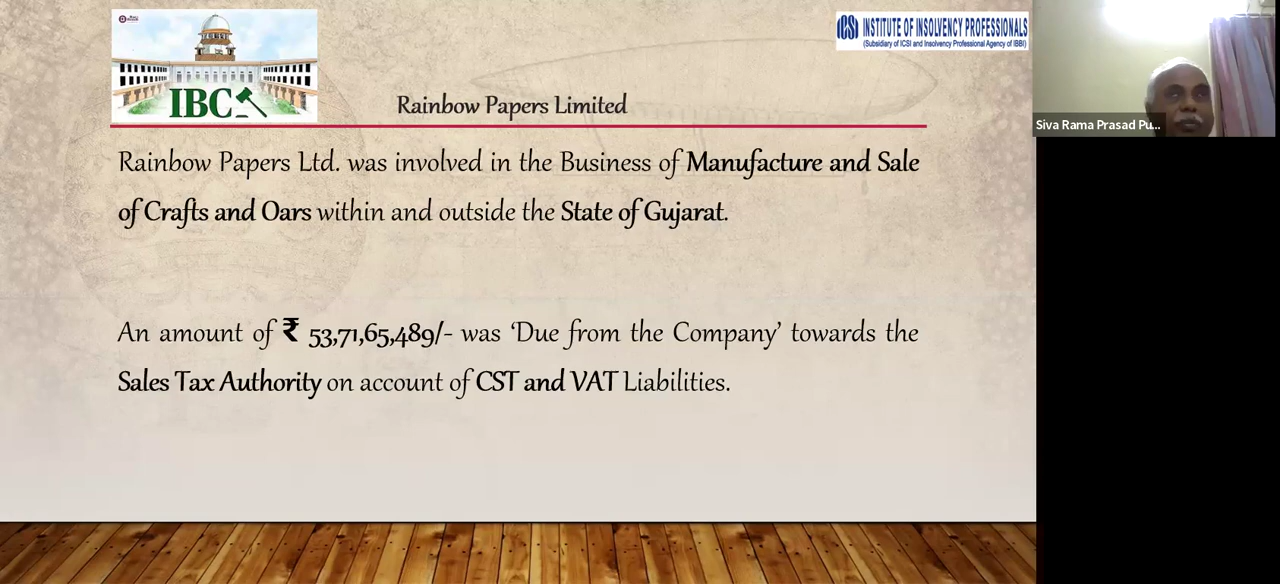 IBC
ICSI INSTITUTE OF INSOLVENCY PROFESSIONALS
(Subsidiary of ICSI and Insolvency Professional Agency of IBBI)
Rainbow Papers Limited
Siva Rama Prasad Pu...
Rainbow Papers Ltd. was involved in the Business of Manufacture and Sale
of Crafts and Oars within and outside the State of Gujarat.
An amount of ₹ 53,71,65,489/- was ‘Due from the Company’ towards the
Sales Tax Authority on account of CST and VAT Liabilities.